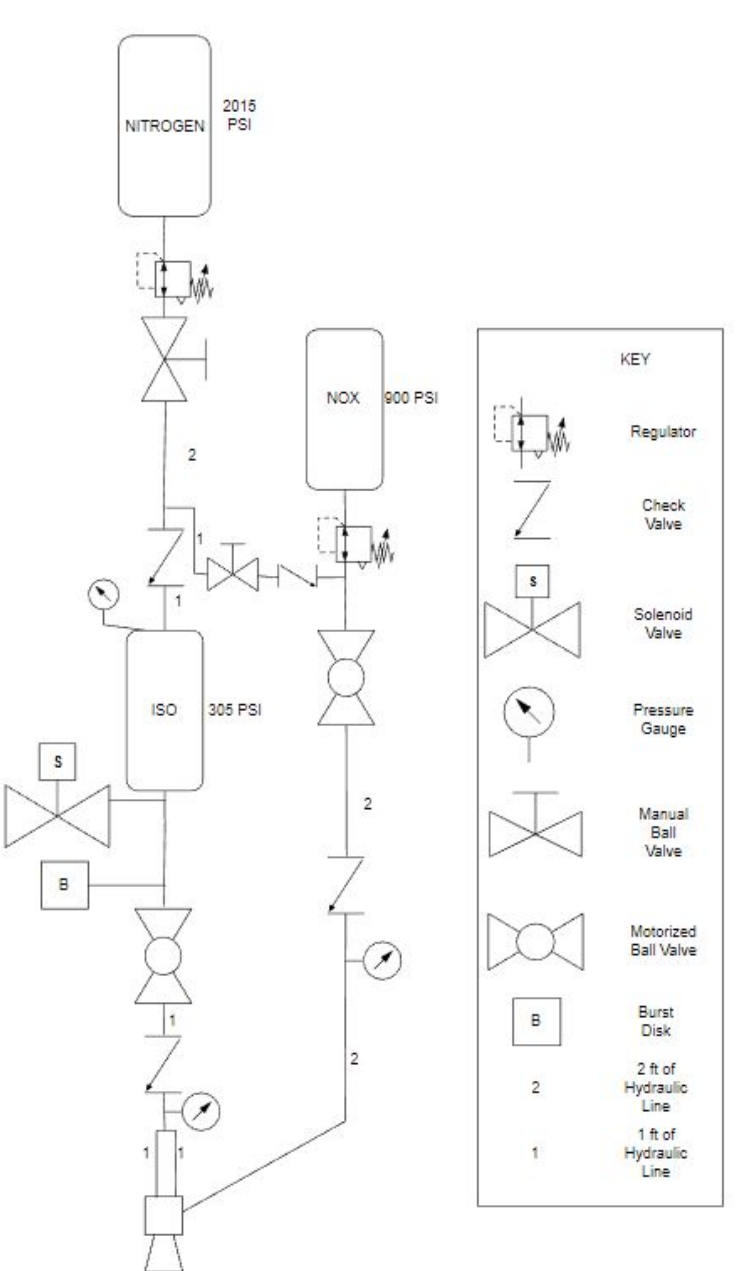 2015
PSI
NITROGEN
KEY
NOX
900 PSI
Regulator
2
Check
Valve
1
1
S
Solenoid
Valve
ISO
305 PSI
Pressure
Gauge
S
2
Manual
Ball
Valve
B
Motorized
Ball Valve
B
Burst
Disk
1
2
2
2 ft of
Hydraulic
Line
1
1
1
1 ft of
Hydraulic
Line